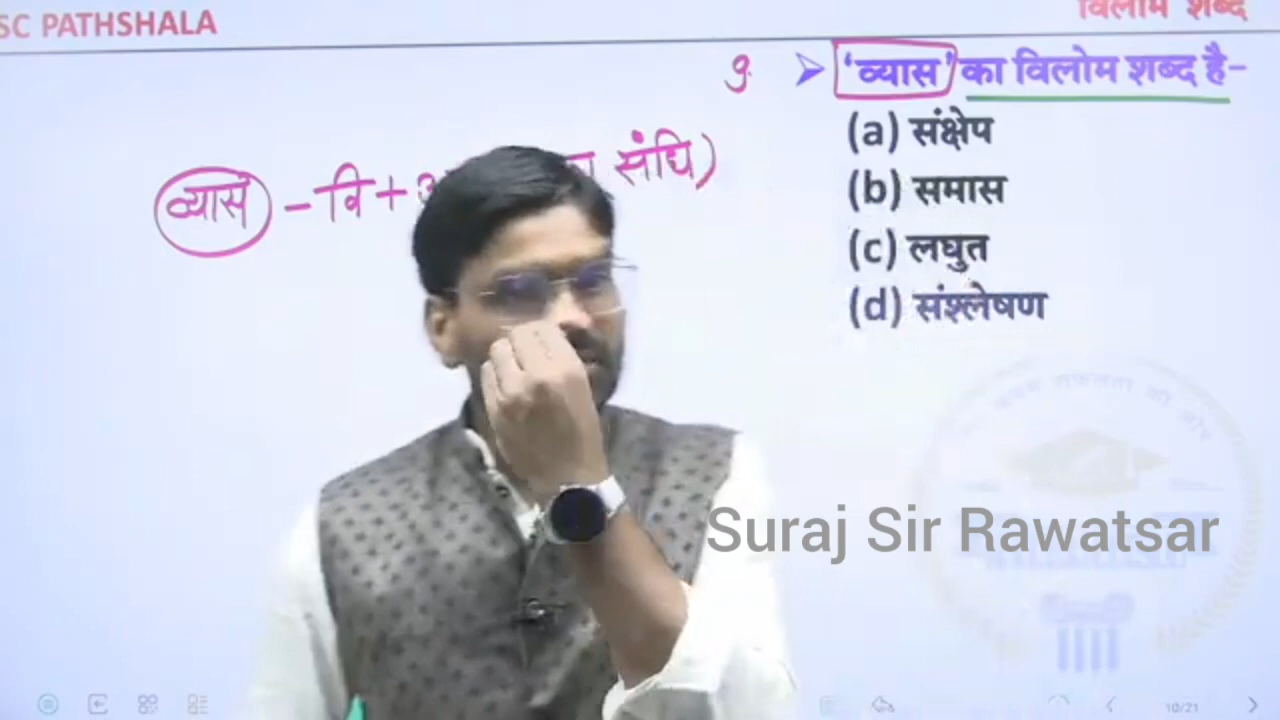 SC PATHSHALA
विलोम शब्द
9. ➢ 'व्यास' का विलोम शब्द है-
(a) संक्षेप
(b) समास
(c) लघुत
(d) संश्लेषण
व्यास - वि + संधि)
Suraj Sir Rawatsar
10/21